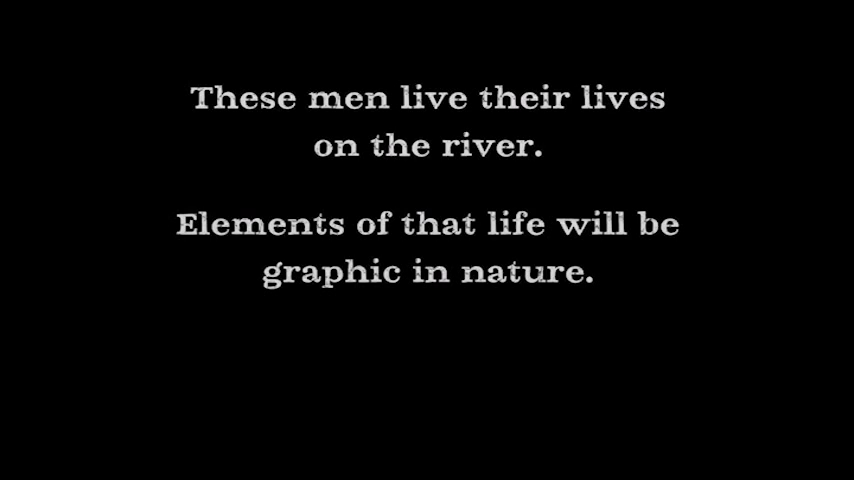 These men live their lives
on the river.
Elements of that life will be
graphic in nature.